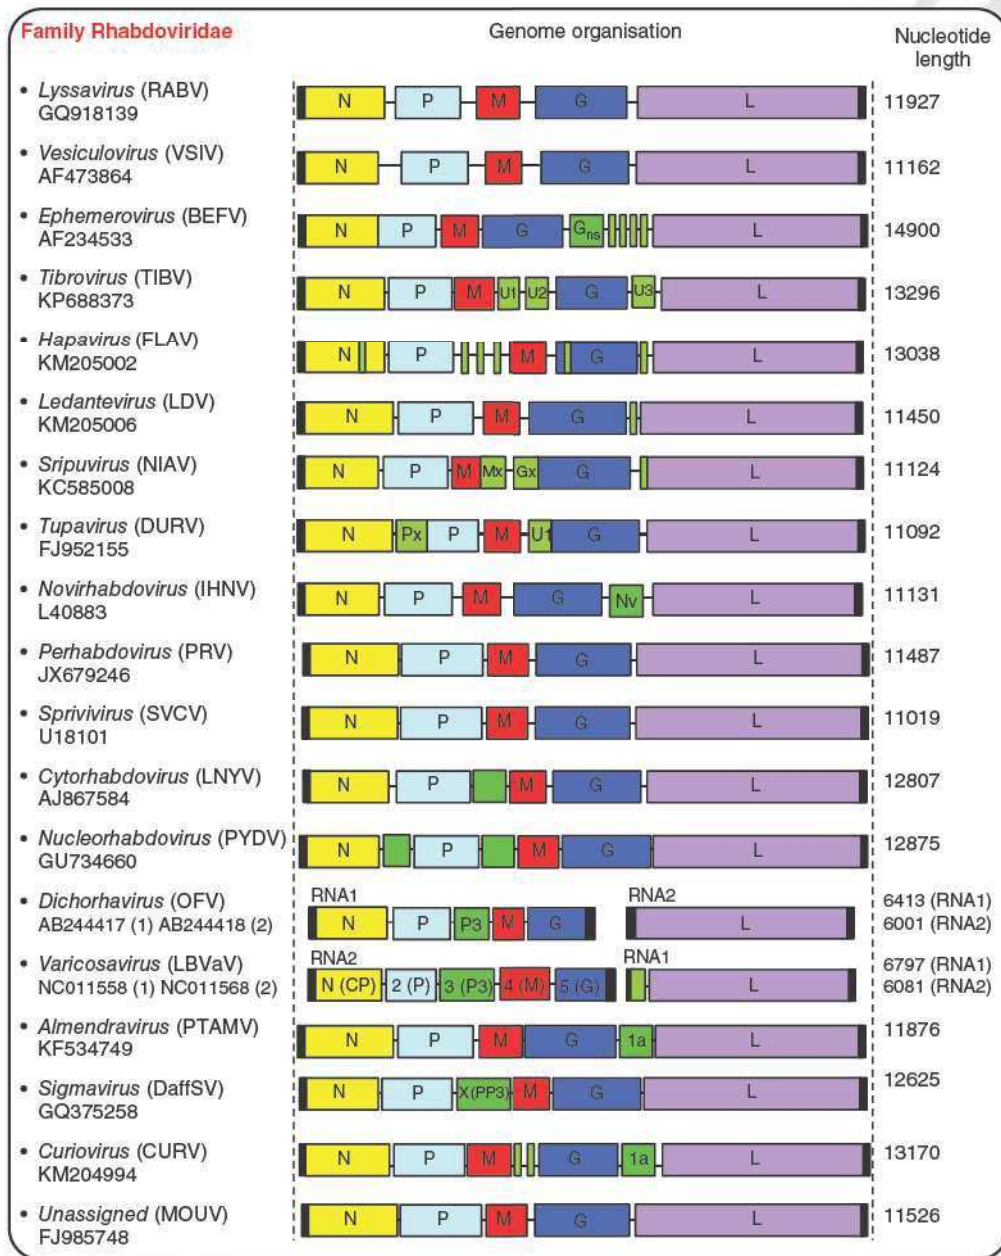 Family Rhabdoviridae Genome organisation Nucleotide length
• Lyssavirus (RABV) N P M G L 11927
GQ918139
• Vesiculovirus (VSIV) N P M G L 11162
AF473864
• Ephemerovirus (BEFV) N P M G Gns L 14900
AF234533
• Tibrovirus (TIBV) N P M U1 U2 G U3 L 13296
KP688373
• Hapavirus (FLAV) N P M G L 13038
KM205002
• Ledantevirus (LDV) N P M G L 11450
KM205006
• Sripuvirus (NIAV) N P M Mx Gx G L 11124
KC585008
• Tupavirus (DURV) N Px P M U1 G L 11092
FJ952155
• Novirhabdovirus (IHNV) N P M G Nv L 11131
L40883
• Perhabdovirus (PRV) N P M G L 11487
JX679246
• Sprivivirus (SVCV) N P M G L 11019
U18101
• Cytorhabdovirus (LNYV) N P M G L 12807
AJ867584
• Nucleorhabdovirus (PYDV) N P M G L 12875
GU734660
RNA1 RNA2
• Dichorhavirus (OFV) N P P3 M G L 6413 (RNA1)
AB244417 (1) AB244418 (2) 6001 (RNA2)
RNA2 RNA1
• Varicosavirus (LBVaV) N (CP) 2 (P) 3 (P3) 4 (M) 5 (G) L 6797 (RNA1)
NC011558 (1) NC011568 (2) 6081 (RNA2)
• Almendravirus (PTAMV) N P M G 1a L 11876
KF534749
• Sigmavirus (DaffSV) N P X(PP3) M G L 12625
GQ375258
• Curiovirus (CURV) N P M G 1a L 13170
KM204994
• Unassigned (MOUV) N P M G L 11526
FJ985748